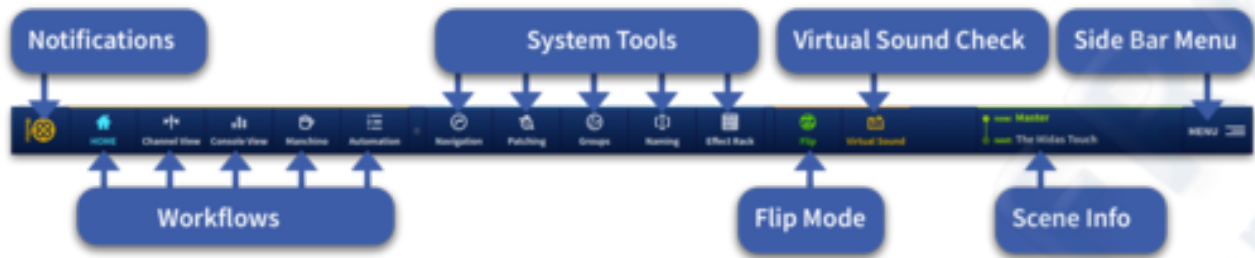 Notifications
System Tools
Virtual Sound Check
Side Bar Menu
HOME
Channel View
Console View
Manchino
Automation
Navigation
Patching
Groups
Naming
Effect Rack
Flip
Virtual Sound
Master
The Midas Touch
MENU
Workflows
Flip Mode
Scene Info